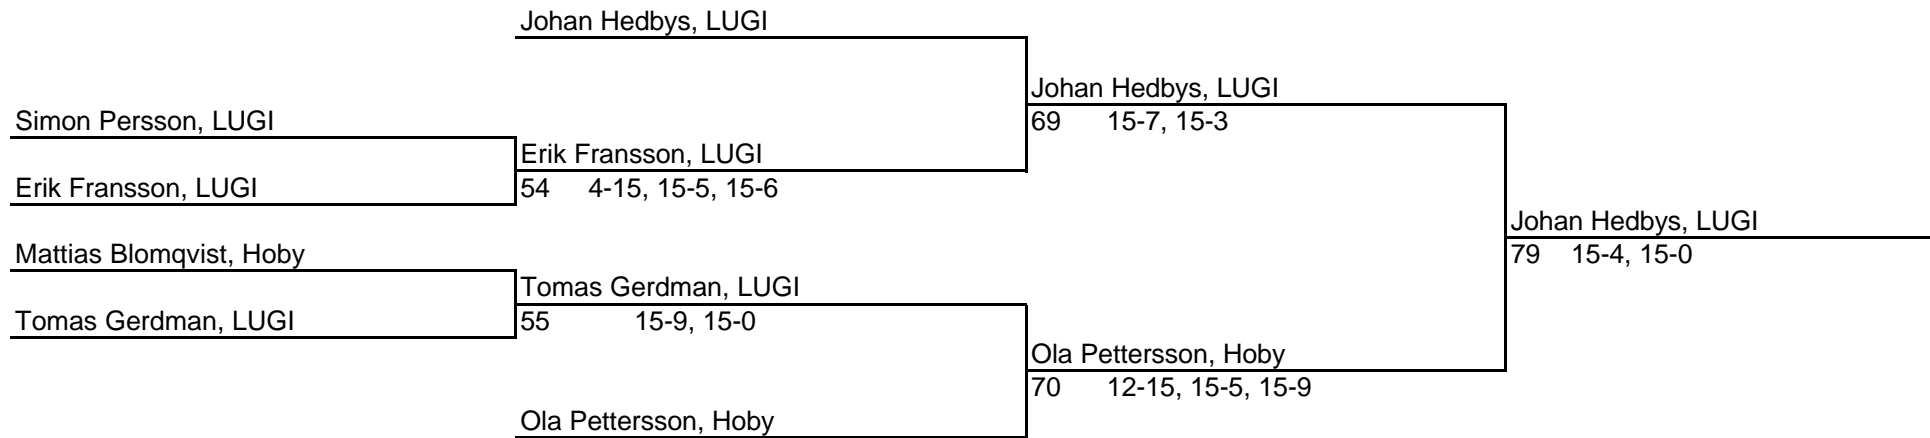 Johan Hedbys, LUGI
Johan Hedbys, LUGI
Simon Persson, LUGI
69 15-7, 15-3
Erik Fransson, LUGI
Erik Fransson, LUGI
54 4-15, 15-5, 15-6
Johan Hedbys, LUGI
Mattias Blomqvist, Hoby
79 15-4, 15-0
Tomas Gerdman, LUGI
Tomas Gerdman, LUGI
55 15-9, 15-0
Ola Pettersson, Hoby
70 12-15, 15-5, 15-9
Ola Pettersson, Hoby